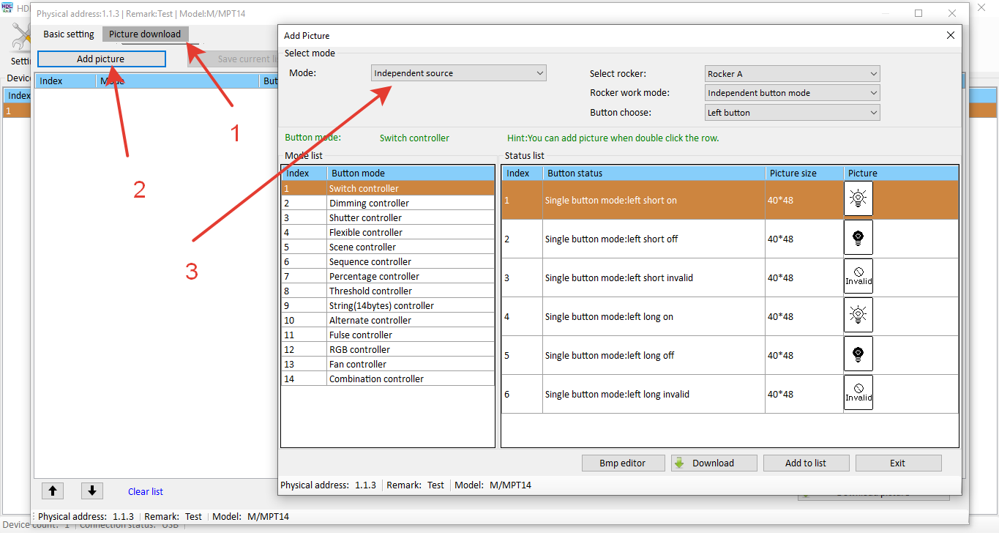 HDL
Physical address:1.1.3 | Remark:Test | Model:M/MPT14
Basic setting
Picture download
Add picture
Save current li
Index
Mode
But
Setti
Device
Index
1
Add Picture
Select mode
Mode:
Independent source
Select rocker:
Rocker A
Rocker work mode:
Independent button mode
Button choose:
Left button
Button mode:
Switch controller
Hint:You can add picture when double click the row.
Mode list
Index Button mode
1 Switch controller
2 Dimming controller
3 Shutter controller
4 Flexible controller
5 Scene controller
6 Sequence controller
7 Percentage controller
8 Threshold controller
9 String(14bytes) controller
10 Alternate controller
11 Fulse controller
12 RGB controller
13 Fan controller
14 Combination controller
Status list
Index Button status Picture size Picture
1 Single button mode:left short on 40*48
2 Single button mode:left short off 40*48
3 Single button mode:left short invalid 40*48 Invalid
4 Single button mode:left long on 40*48
5 Single button mode:left long off 40*48
6 Single button mode:left long invalid 40*48 Invalid
Bmp editor
Download
Add to list
Exit
Physical address: 1.1.3 Remark: Test Model: M/MPT14
1
2
3
Clear list
Download picture
Physical address: 1.1.3 Remark: Test Model: M/MPT14
Device count: 1 Connection status: USB